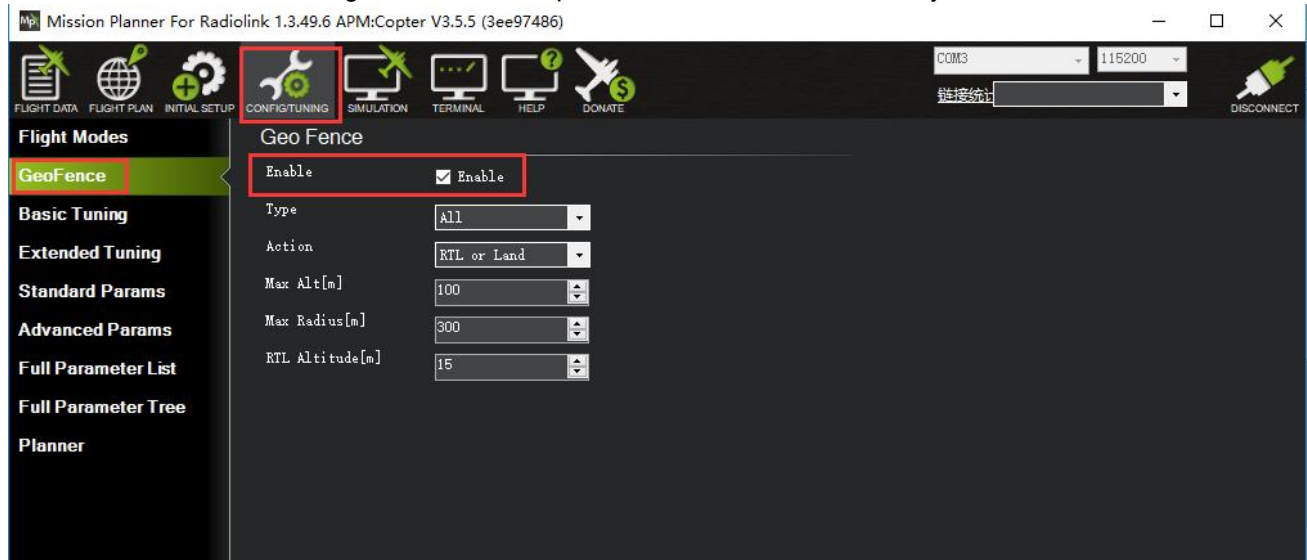 Mission Planner For Radiolink 1.3.49.6 APM:Copter V3.5.5 (3ee97486)
FLIGHT DATA FLIGHT PLAN INITIAL SETUP CONFIG/TUNING SIMULATION TERMINAL HELP DONATE
COM3 115200
链接统计
DISCONNECT
Flight Modes
GeoFence
Basic Tuning
Extended Tuning
Standard Params
Advanced Params
Full Parameter List
Full Parameter Tree
Planner
Geo Fence
Enable Enable
Type All
Action RTL or Land
Max Alt[m] 100
Max Radius[m] 300
RTL Altitude[m] 15